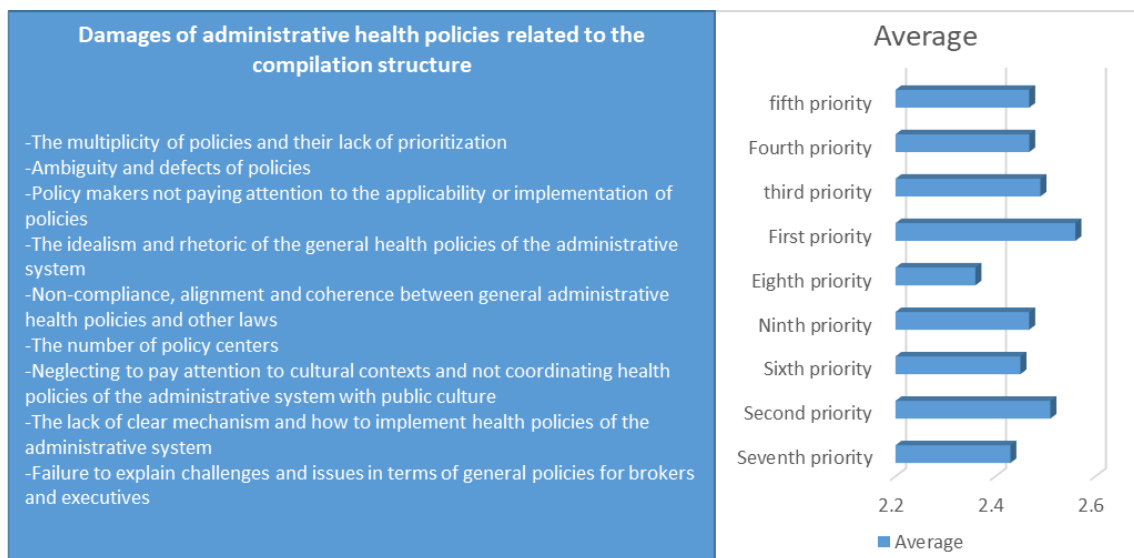 Damages of administrative health policies related to the
compilation structure
-The multiplicity of policies and their lack of prioritization
-Ambiguity and defects of policies
-Policy makers not paying attention to the applicability or implementation of
policies
-The idealism and rhetoric of the general health policies of the administrative
system
-Non-compliance, alignment and coherence between general administrative
health policies and other laws
-The number of policy centers
-Neglecting to pay attention to cultural contexts and not coordinating health
policies of the administrative system with public culture
-The lack of clear mechanism and how to implement health policies of the
administrative system
-Failure to explain challenges and issues in terms of general policies for brokers
and executives
Average
fifth priority
Fourth priority
third priority
First priority
Eighth priority
Ninth priority
Sixth priority
Second priority
Seventh priority
2.2 2.4 2.6
Average